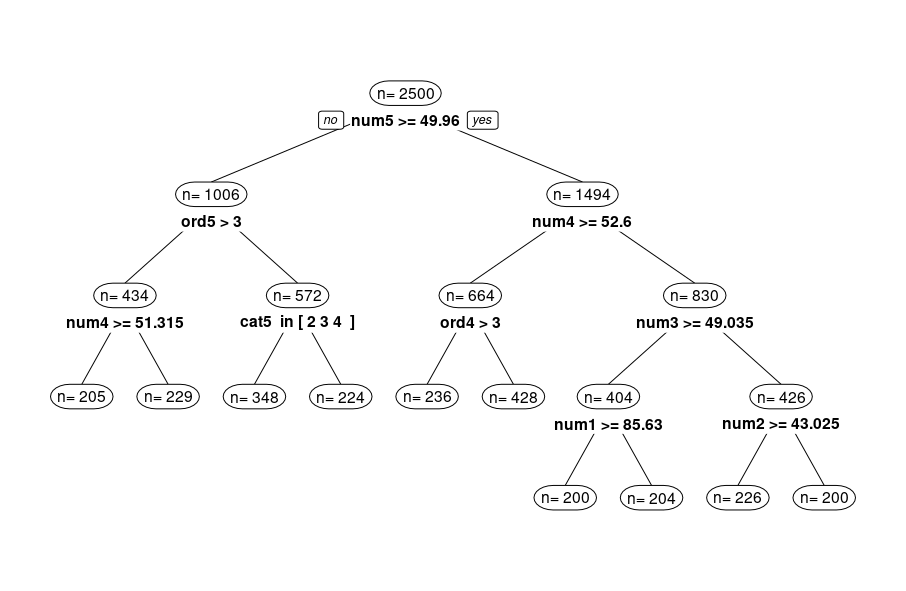 n= 2500
no num5 >= 49.96 yes
n= 1006 n= 1494
ord5 > 3 num4 >= 52.6
n= 434 n= 572 n= 664 n= 830
num4 >= 51.315 cat5 in [ 2 3 4 ] ord4 > 3 num3 >= 49.035
n= 205 n= 229 n= 348 n= 224 n= 236 n= 428 n= 404 n= 426
num1 >= 85.63 num2 >= 43.025
n= 200 n= 204 n= 226 n= 200